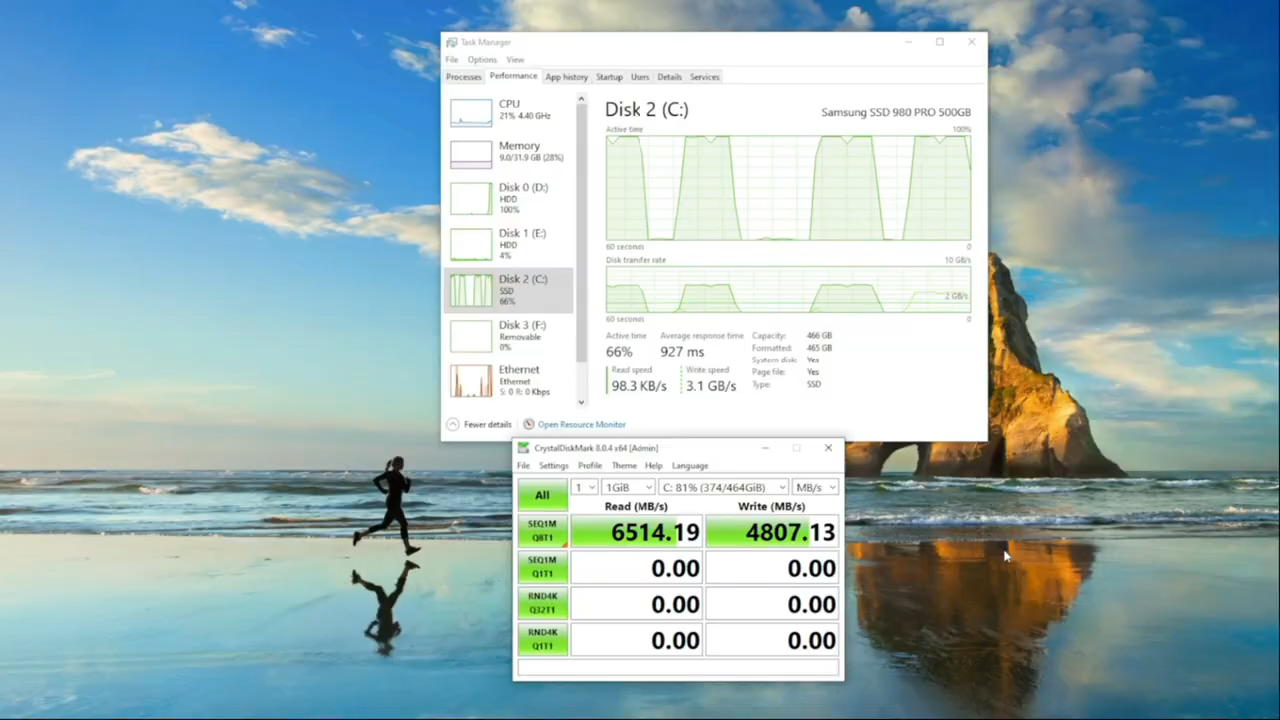 Task Manager
File Options View
Processes Performance App history Startup Users Details Services
CPU
21% 4.40 GHz
Memory
9.0/31.9 GB (28%)
Disk 0 (D:)
HDD
100%
Disk 1 (E:)
HDD
4%
Disk 2 (C:)
SSD
66%
Disk 3 (F:)
Removable
0%
Ethernet
Ethernet
S: 0 R: 0 Kbps
Disk 2 (C:) Samsung SSD 980 PRO 500GB
Active time 100%
60 seconds 0
Disk transfer rate 10 GB/s
2 GB/s
60 seconds 0
Active time Average response time
66% 927 ms
Read speed Write speed
98.3 KB/s 3.1 GB/s
Capacity: 466 GB
Formatted: 465 GB
System disk: Yes
Page file: Yes
Type: SSD
Fewer details Open Resource Monitor
CrystalDiskMark 8.0.4 x64 [Admin]
File Settings Profile Theme Help Language
All 1 1GiB C: 81% (374/464GiB) MB/s
Read (MB/s) Write (MB/s)
SEQ1M
Q8T1
6514.19 4807.13
SEQ1M
Q1T1
0.00 0.00
RND4K
Q32T1
0.00 0.00
RND4K
Q1T1
0.00 0.00